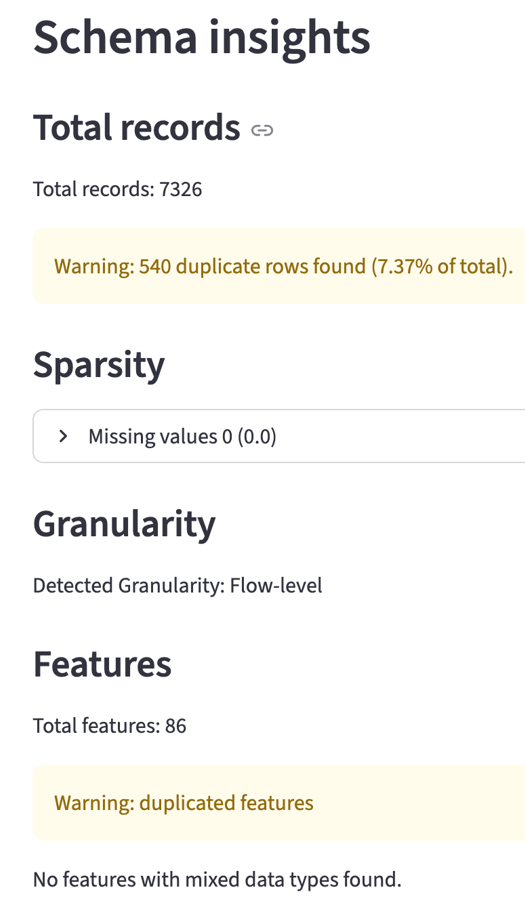 Schema insights
Total records
Total records: 7326
Warning: 540 duplicate rows found (7.37% of total).
Sparsity
Missing values 0 (0.0)
Granularity
Detected Granularity: Flow-level
Features
Total features: 86
Warning: duplicated features
No features with mixed data types found.